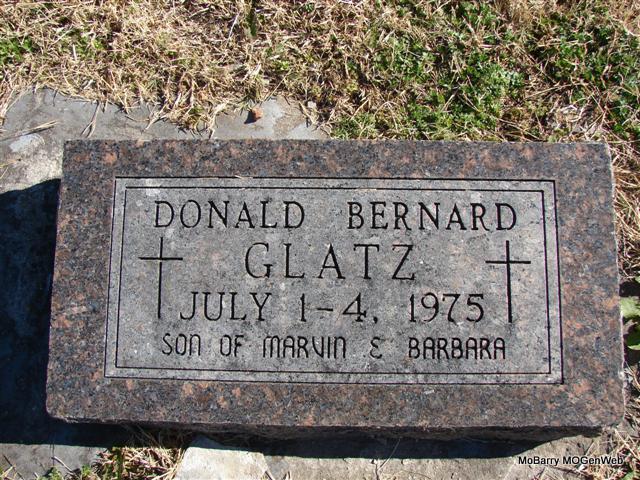 DONALD BERNARD
GLATZ
JULY 1-4, 1975
SON OF MARVIN & BARBARA
MoBarry MOGenWeb